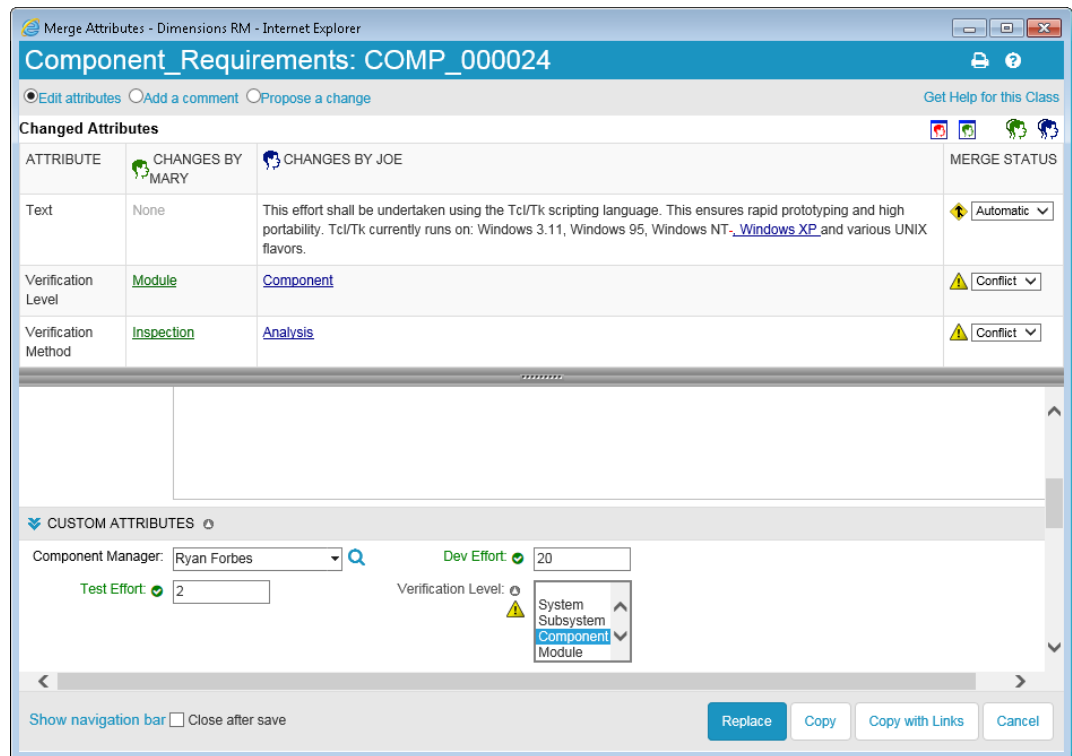 Merge Attributes - Dimensions RM - Internet Explorer
Component_Requirements: COMP_000024
Edit attributes Add a comment Propose a change Get Help for this Class
Changed Attributes
ATTRIBUTE CHANGES BY MARY CHANGES BY JOE MERGE STATUS
Text None This effort shall be undertaken using the Tcl/Tk scripting language. This ensures rapid prototyping and high Automatic
portability. Tcl/Tk currently runs on: Windows 3.11, Windows 95, Windows NT-, Windows XP and various UNIX
flavors.
Verification Level Module Component Conflict
Verification Method Inspection Analysis Conflict
CUSTOM ATTRIBUTES
Component Manager: Ryan Forbes Dev Effort: 20
Test Effort: 2 Verification Level:
System
Subsystem
Component
Module
Show navigation bar Close after save Replace Copy Copy with Links Cancel